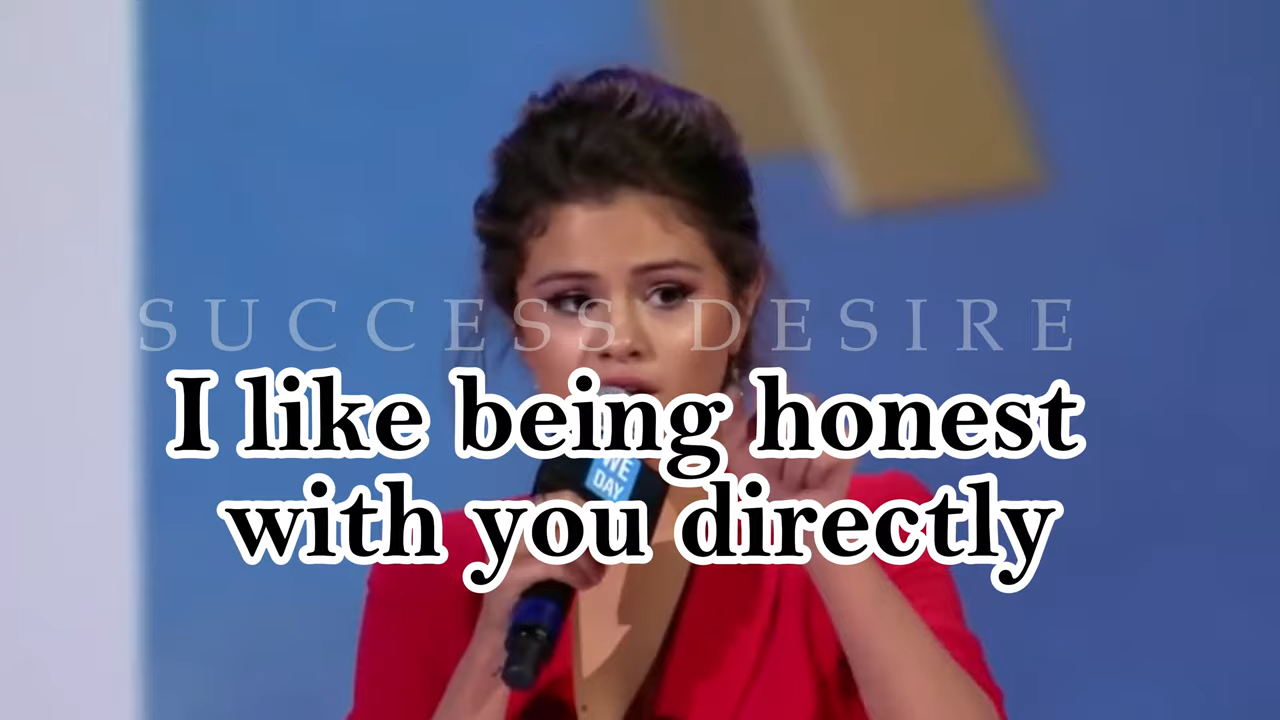 SUCCESS DESIRE
I like being honest
with you directly
WE
DAY